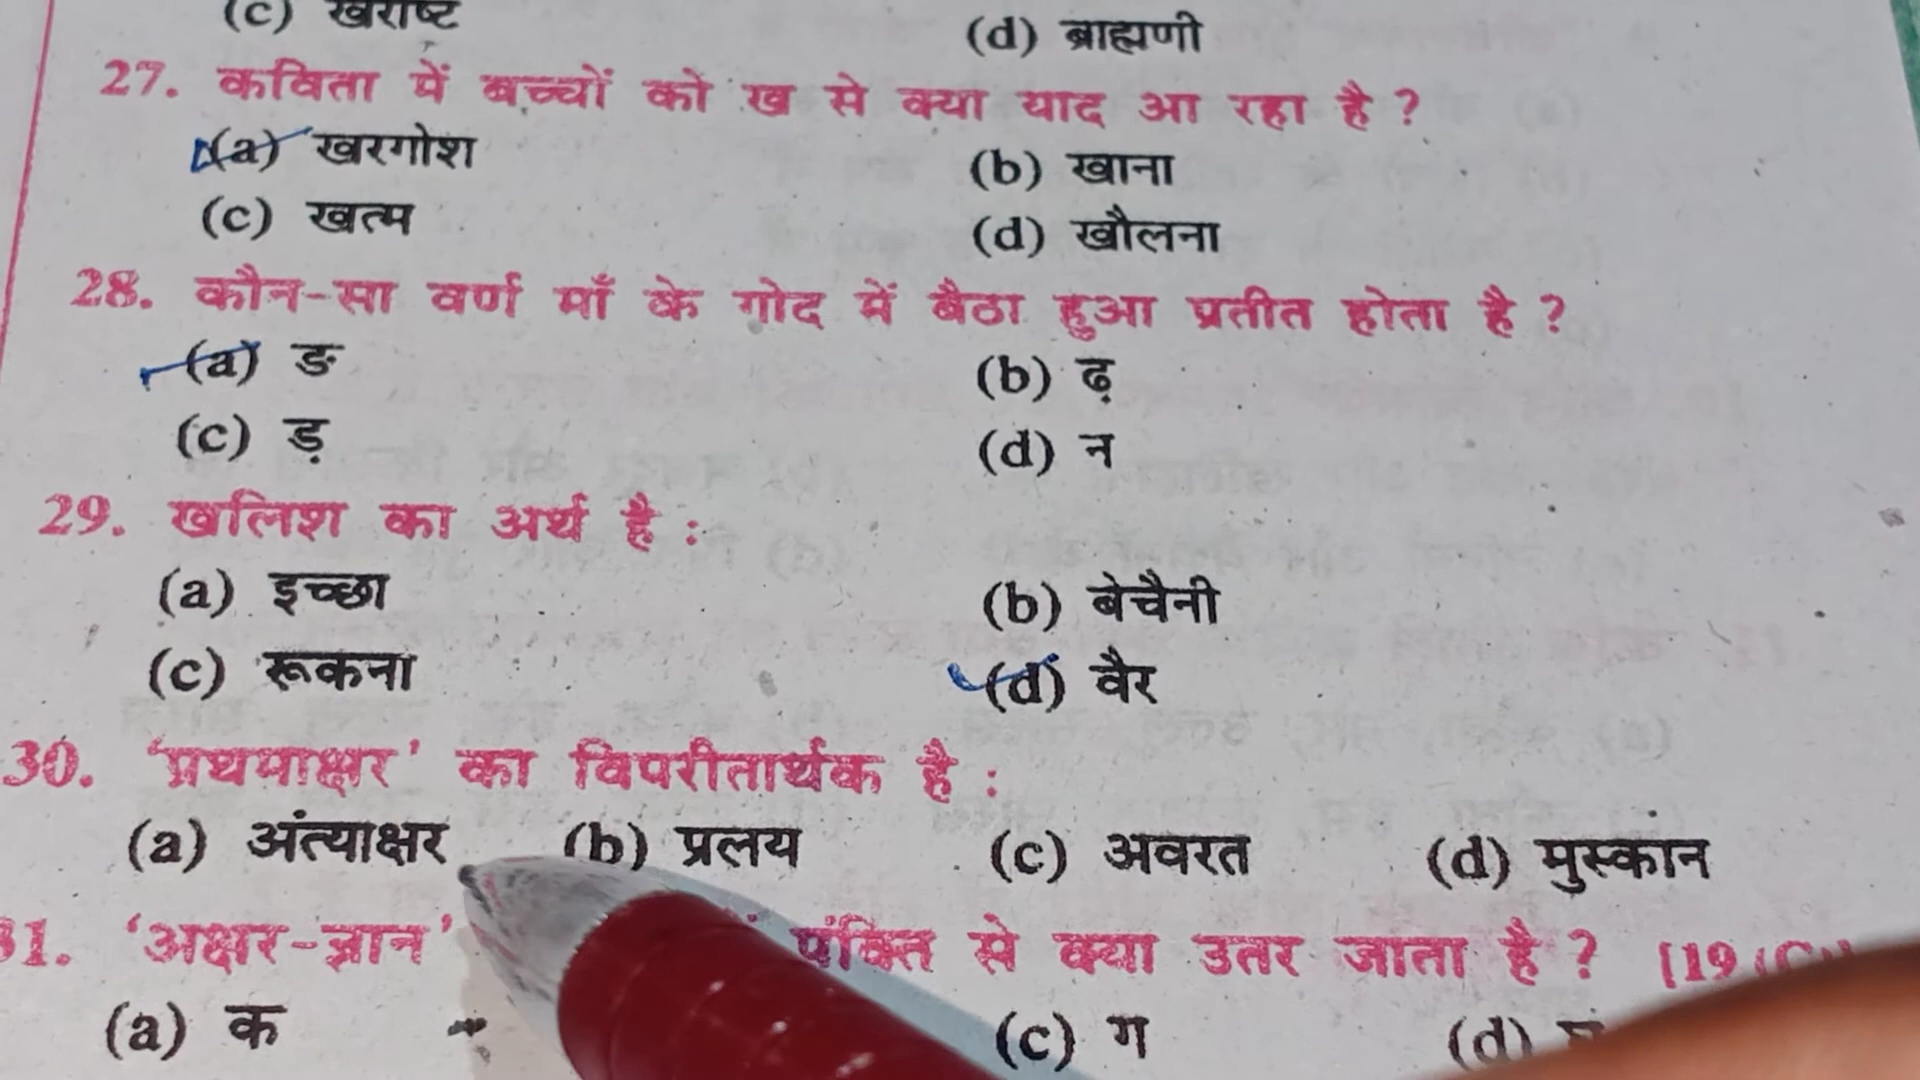 (c) खराष्ट (d) ब्राह्मणी
27. कविता में बच्चों को ख से क्या याद आ रहा है ?
(a) खरगोश (b) खाना
(c) खत्म (d) खौलना
28. कौन-सा वर्ण माँ के गोद में बैठा हुआ प्रतीत होता है ?
(a) ङ (b) ढ़
(c) ड़ (d) न
29. खलिश का अर्थ है :
(a) इच्छा (b) बेचैनी
(c) रूकना (d) वैर
30. 'प्रथमाक्षर' का विपरीतार्थक है :
(a) अंत्याक्षर (b) प्रलय (c) अवरत (d) मुस्कान
31. 'अक्षर-ज्ञान' पंक्ति से क्या उतर जाता है ? [19
(a) क (c) ग (d)